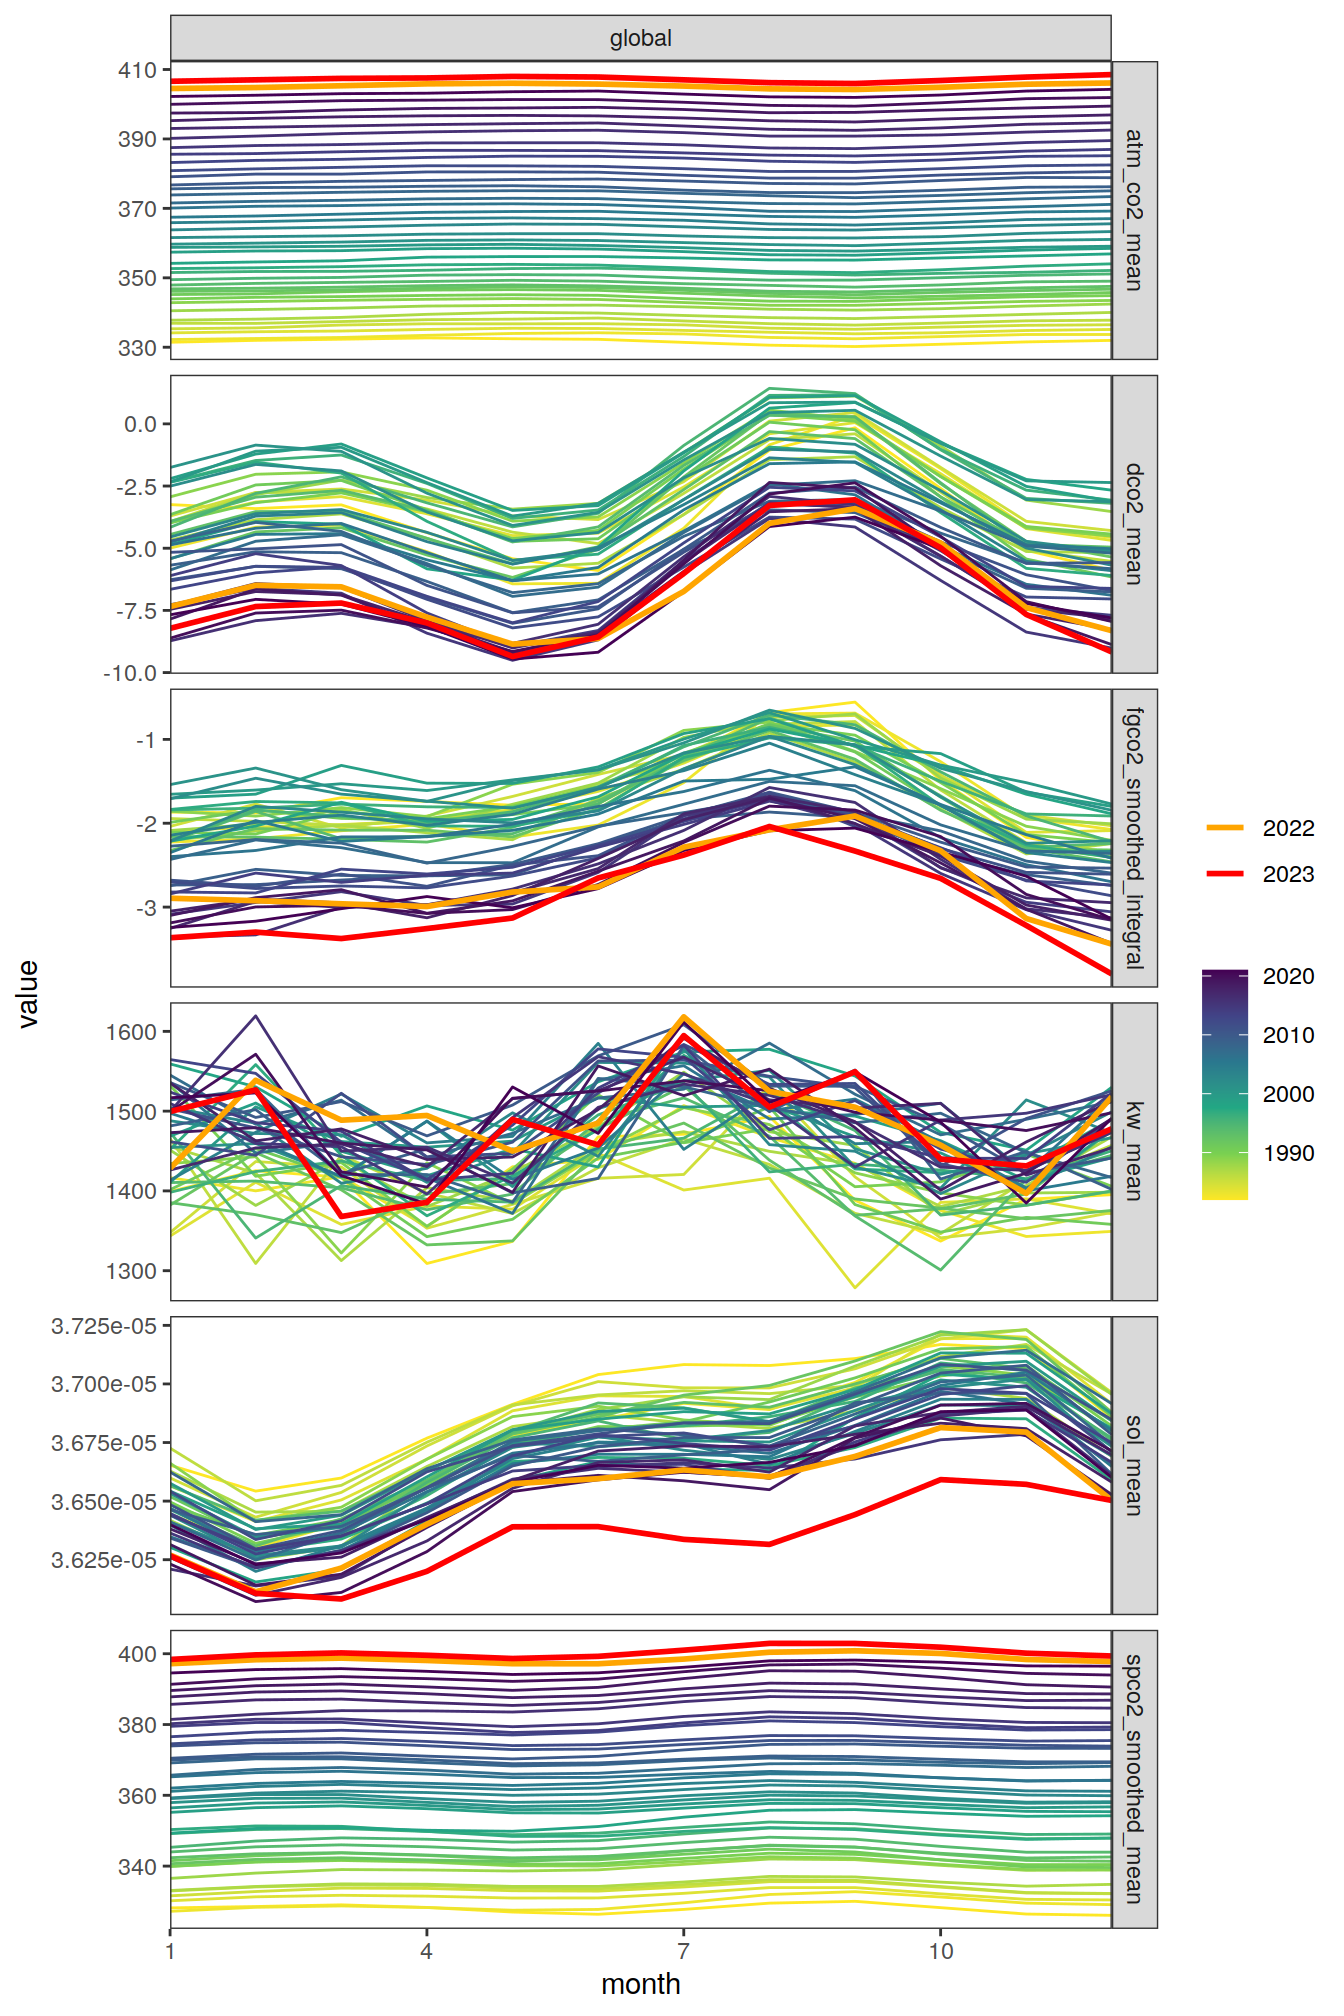 global
410
390
370
350
330
atm_co2_mean
0.0
-2.5
-5.0
-7.5
-10.0
dco2_mean
-1
-2
-3
fgco2_smoothed_integral
1600
1500
1400
1300
kw_mean
3.725e-05
3.700e-05
3.675e-05
3.650e-05
3.625e-05
sol_mean
400
380
360
340
spco2_smoothed_mean
1
4
7
10
month
value
2022
2023
2020
2010
2000
1990